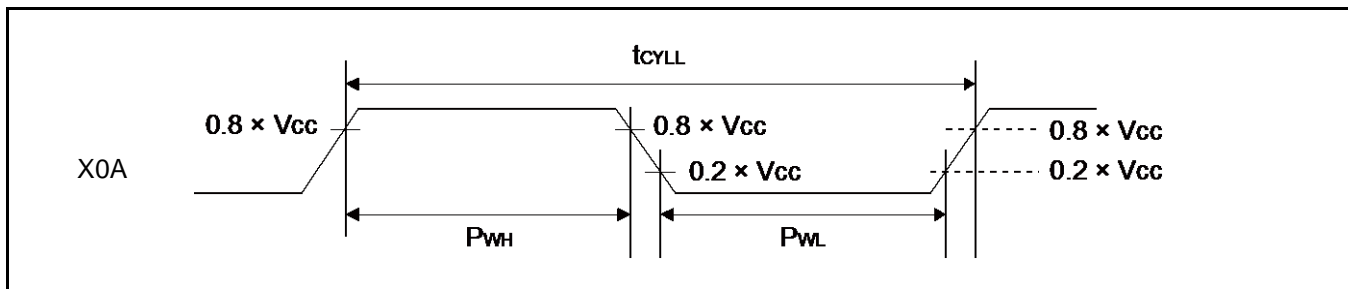 tCYLL
0.8 × Vcc
0.8 × Vcc
0.8 × Vcc
X0A
0.2 × Vcc
0.2 × Vcc
PWH
PWL